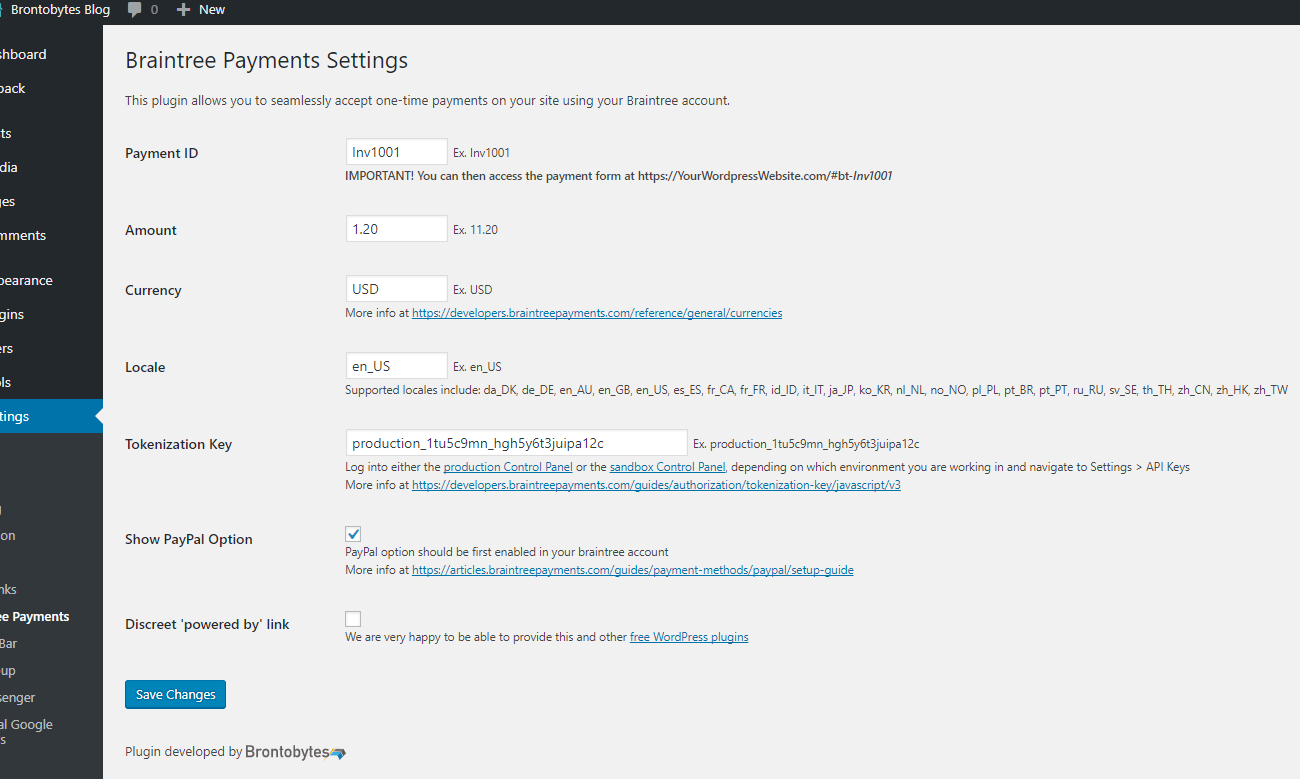 Brontobytes Blog 0 New
shboard
Braintree Payments Settings
back
This plugin allows you to seamlessly accept one-time payments on your site using your Braintree account.
ts
Payment ID Inv1001 Ex. Inv1001
dia
IMPORTANT! You can then access the payment form at https://YourWordpressWebsite.com/#bt-Inv1001
ges
Amount 1.20 Ex. 11.20
mments
pearance
Currency USD Ex. USD
gins
More info at https://developers.braintreepayments.com/reference/general/currencies
ers
Locale en_US Ex. en_US
ols
Supported locales include: da_DK, de_DE, en_AU, en_GB, en_US, es_ES, fr_CA, fr_FR, id_ID, it_IT, ja_JP, ko_KR, nl_NL, no_NO, pl_PL, pt_BR, pt_PT, ru_RU, sv_SE, th_TH, zh_CN, zh_HK, zh_TW
tings
Tokenization Key production_1tu5c9mn_hgh5y6t3juipa12c Ex. production_1tu5c9mn_hgh5y6t3juipa12c
Log into either the production Control Panel or the sandbox Control Panel, depending on which environment you are working in and navigate to Settings > API Keys
More info at https://developers.braintreepayments.com/guides/authorization/tokenization-key/javascript/v3
on
Show PayPal Option
PayPal option should be first enabled in your braintree account
More info at https://articles.braintreepayments.com/guides/payment-methods/paypal/setup-guide
nks
ee Payments
Discreet 'powered by' link
We are very happy to be able to provide this and other free WordPress plugins
Bar
up
senger
Save Changes
al Google
s
Plugin developed by Brontobytes